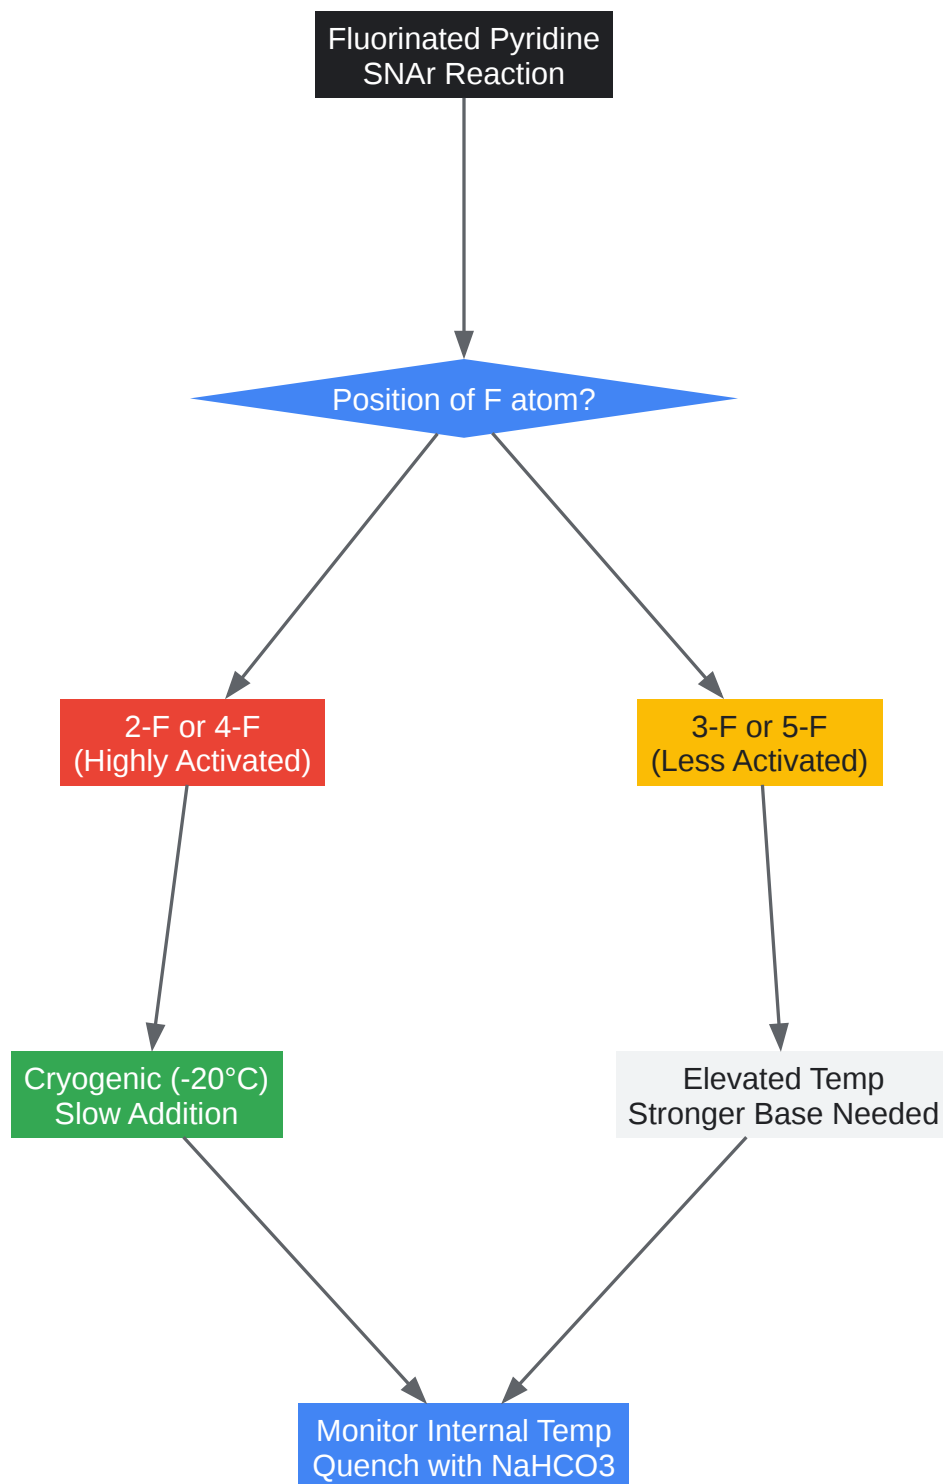 Fluorinated Pyridine
SNAr Reaction
Position of F atom?
2-F or 4-F
(Highly Activated)
3-F or 5-F
(Less Activated)
Cryogenic (-20°C)
Slow Addition
Elevated Temp
Stronger Base Needed
Monitor Internal Temp
Quench with NaHCO3